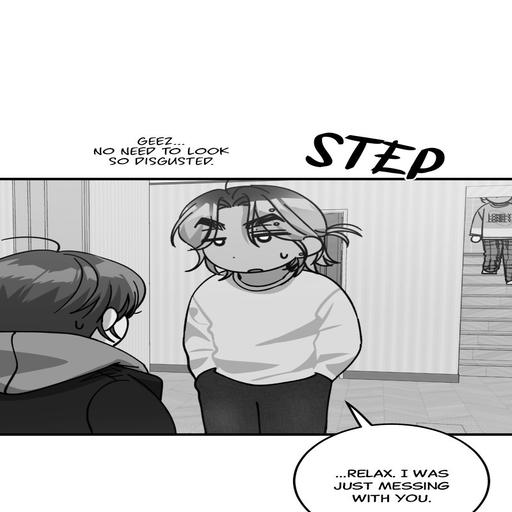 GEEZ...
NO NEED TO LOOK
SO DISGUSTED.
STEP
...RELAX. I WAS
JUST MESSING
WITH YOU.